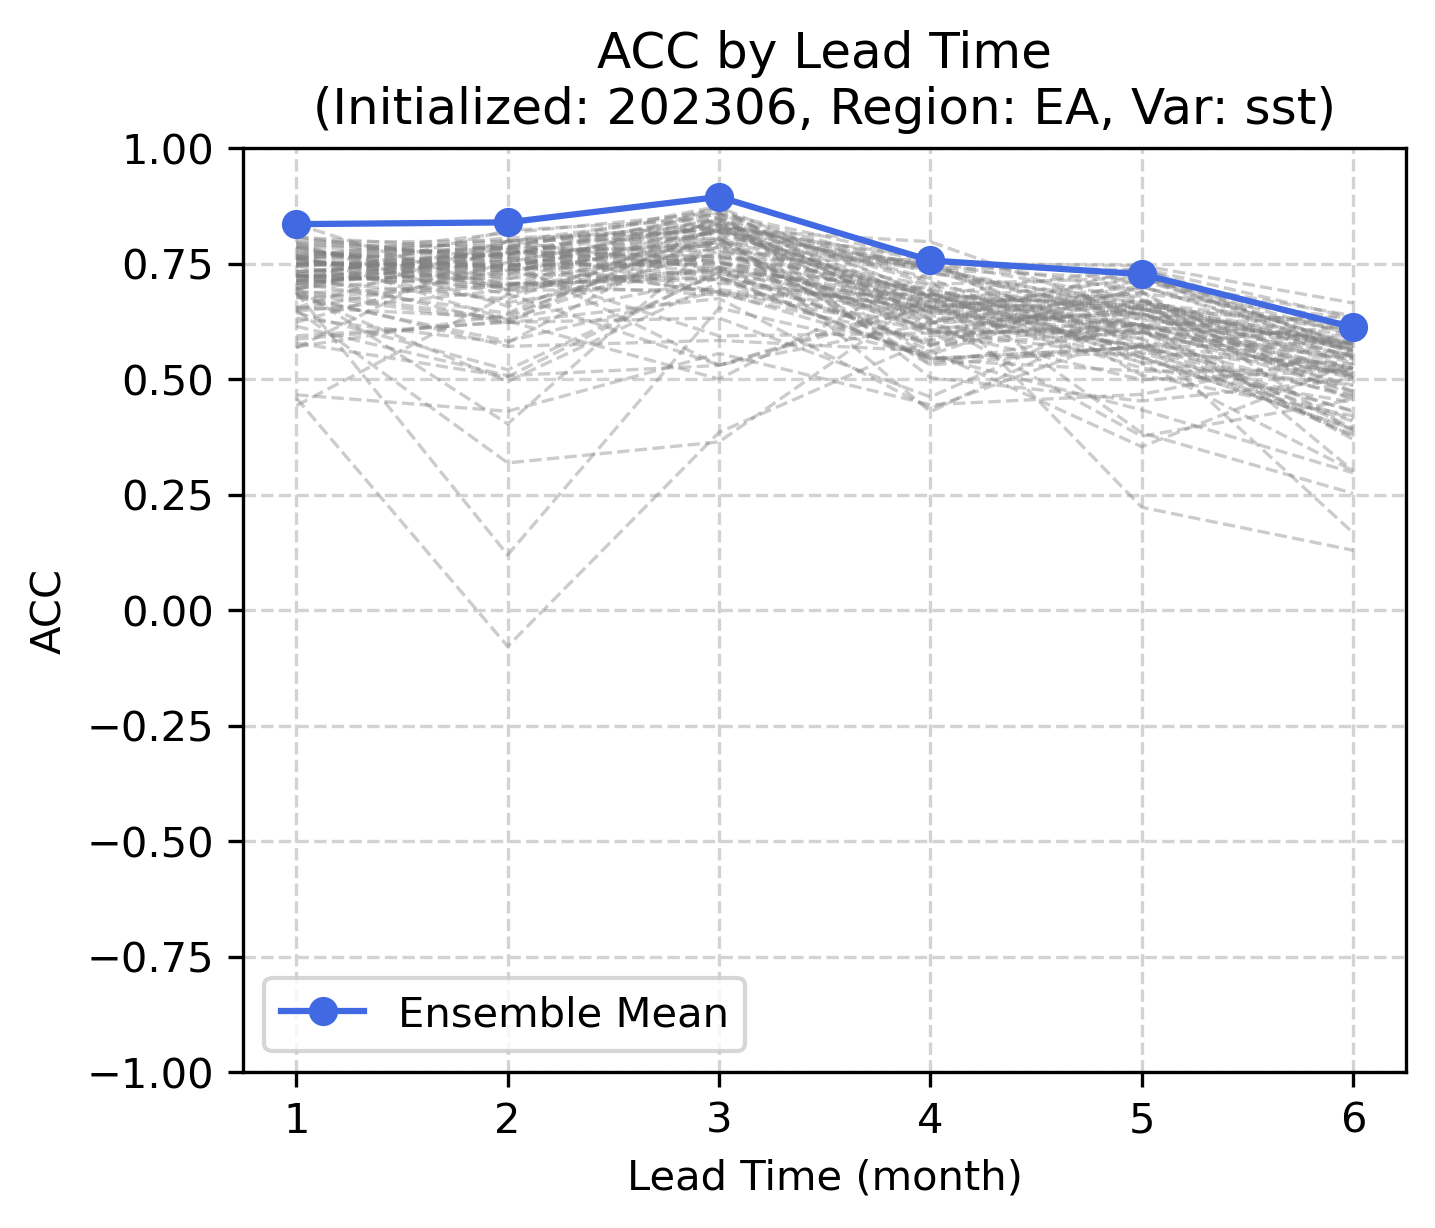 ACC by Lead Time
(Initialized: 202306, Region: EA, Var: sst)
1.00
0.75
0.50
0.25
0.00
−0.25
−0.50
−0.75
−1.00
ACC
Ensemble Mean
1 2 3 4 5 6
Lead Time (month)